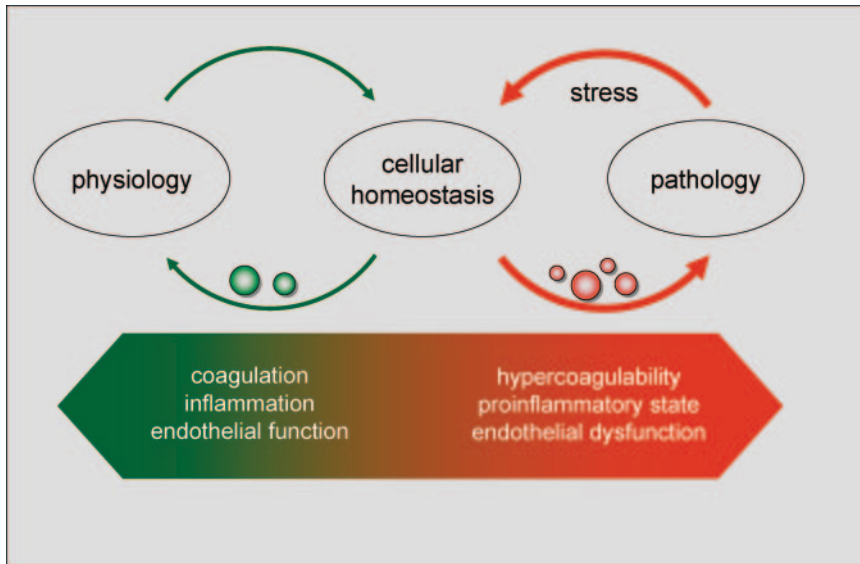 stress
physiology
cellular
homeostasis
pathology
coagulation
inflammation
endothelial function
hypercoagulability
proinflammatory state
endothelial dysfunction